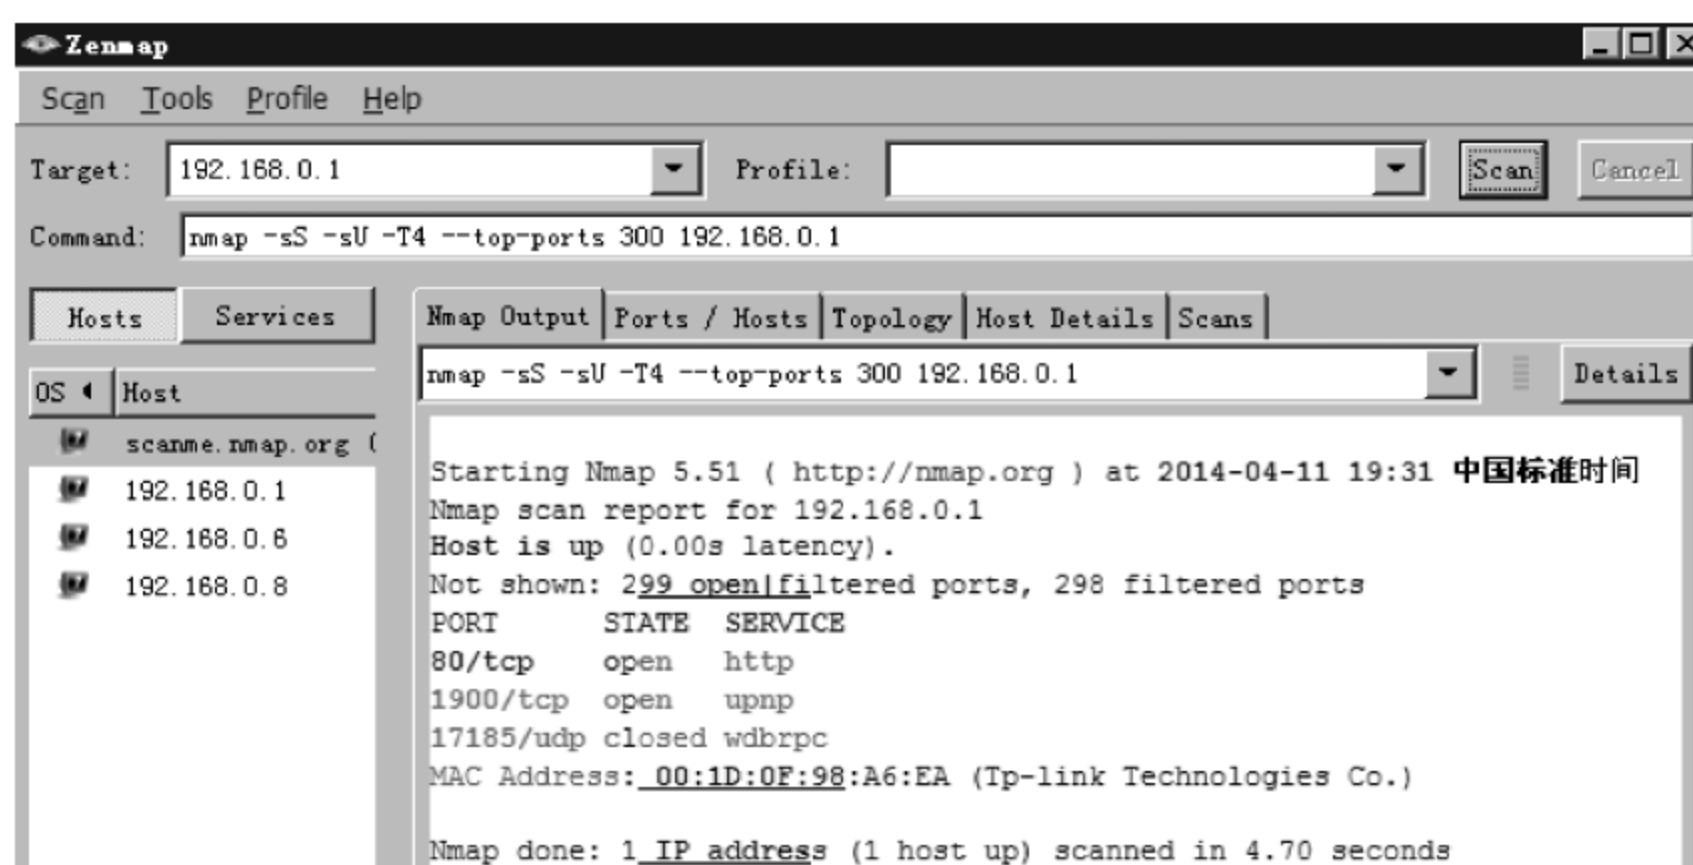 Zenmap
Scan Tools Profile Help
Target: 192.168.0.1 Profile: Scan Cancel
Command: nmap -sS -sU -T4 --top-ports 300 192.168.0.1
Hosts Services
Nmap Output Ports / Hosts Topology Host Details Scans
nmap -sS -sU -T4 --top-ports 300 192.168.0.1 Details
OS Host
scanme.nmap.org (
192.168.0.1
192.168.0.6
192.168.0.8
Starting Nmap 5.51 ( http://nmap.org ) at 2014-04-11 19:31 中国标准时间
Nmap scan report for 192.168.0.1
Host is up (0.00s latency).
Not shown: 299 open|filtered ports, 298 filtered ports
PORT STATE SERVICE
80/tcp open http
1900/tcp open upnp
17185/udp closed wdbrpc
MAC Address: 00:1D:0F:98:A6:EA (Tp-link Technologies Co.)
Nmap done: 1 IP address (1 host up) scanned in 4.70 seconds